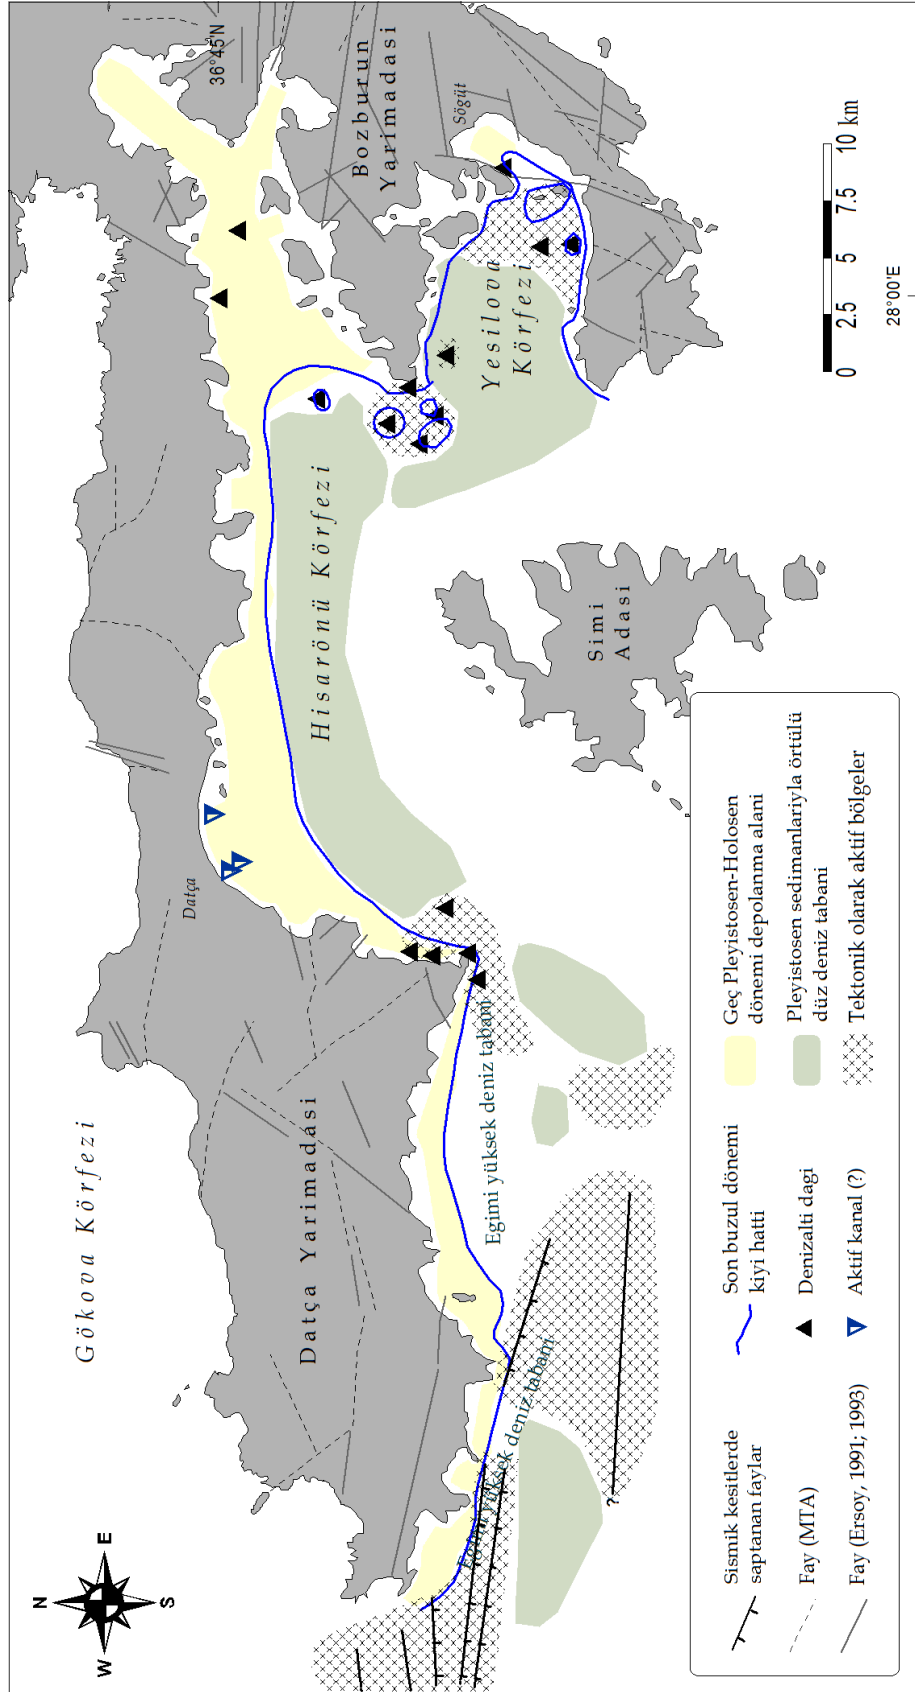 Gökova Körfezi
36°45'N
Bozburun
Yarimadasi
Sögüt
Datça
Datça Yarimadasi
Hisarönü Körfezi
Yesilova
Körfezi
Simi
Adasi
Egimi yüksek deniz tabanı
Egimi yüksek deniz tabanı
?
N
W
E
S
0 2.5 5 7.5 10 km
28°00'E
Sismik kesitlerde
saptanan faylar
Fay (MTA)
Fay (Ersoy, 1991; 1993)
Son buzul dönemi
kiyi hatti
Denizalti dagi
Aktif kanal (?)
Geç Pleyistosen-Holosen
dönemi depolanma alani
Pleyistosen sedimanlariyla örtülü
düz deniz tabani
Tektonik olarak aktif bölgeler